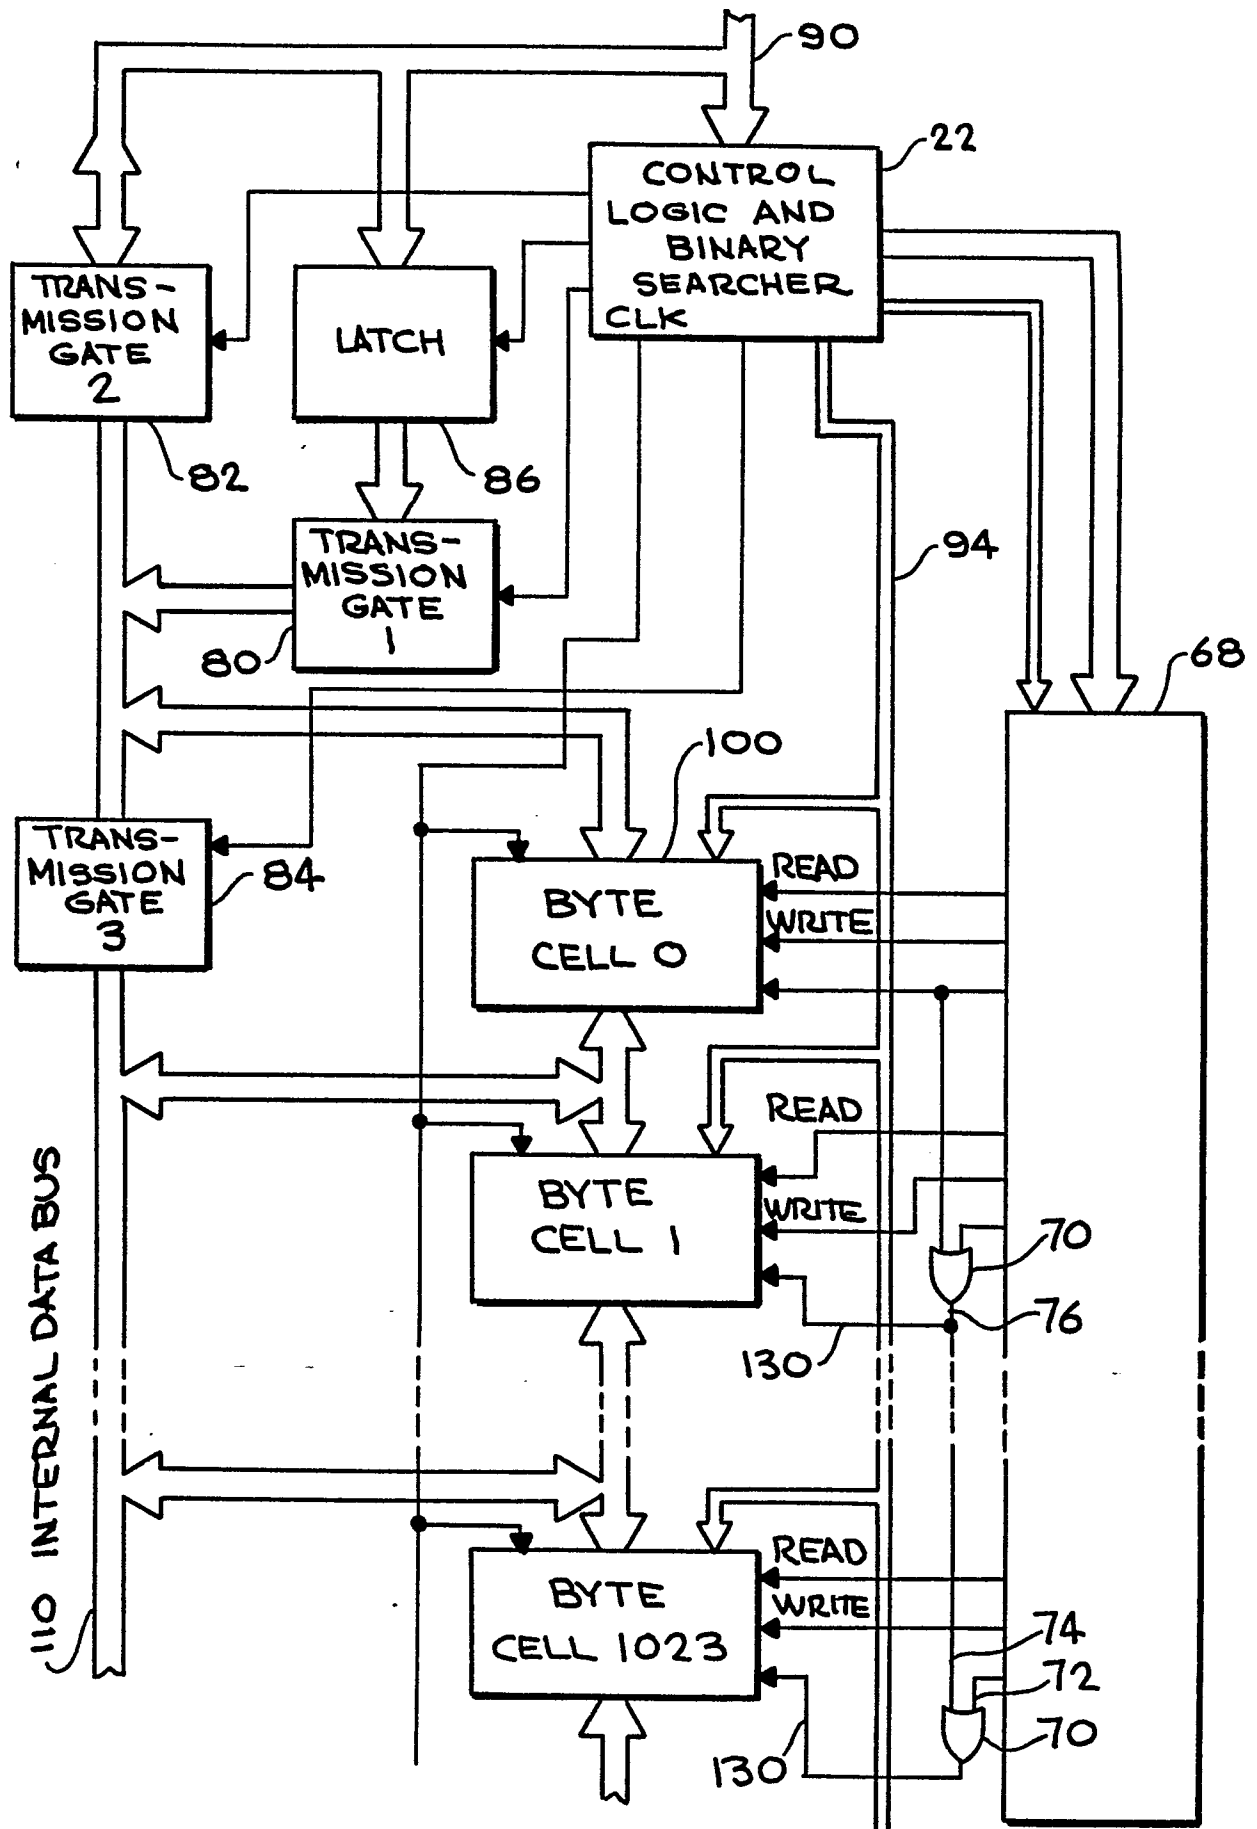 90
22
CONTROL
LOGIC AND
BINARY
SEARCHER
CLK
TRANS-
MISSION
GATE
2
LATCH
82
86
94
TRANS-
MISSION
GATE
1
80
68
100
TRANS-
MISSION
GATE
3
84
BYTE
CELL 0
READ
WRITE
BYTE
CELL 1
READ
WRITE
70
76
130
110 INTERNAL DATA BUS
BYTE
CELL 1023
READ
WRITE
74
72
70
130